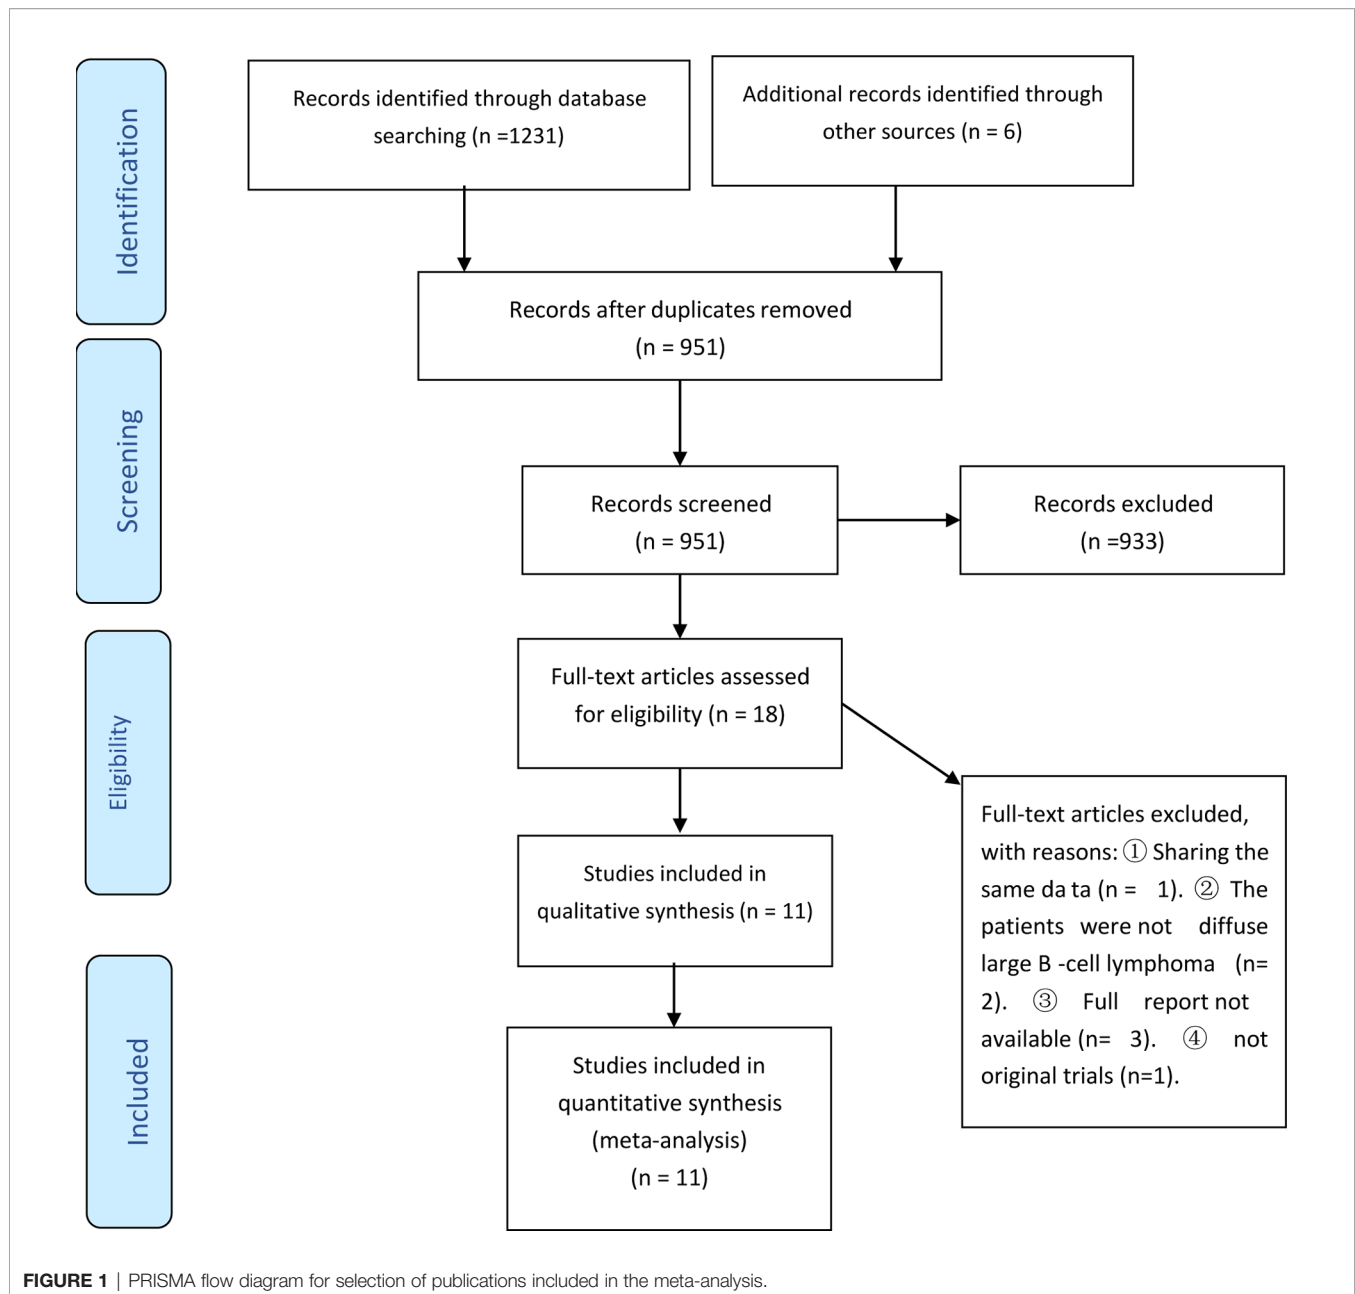 Identification
Records identified through database
searching (n =1231)
Additional records identified through
other sources (n = 6)
Records after duplicates removed
(n = 951)
Screening
Records screened
(n = 951)
Records excluded
(n =933)
Eligibility
Full-text articles assessed
for eligibility (n = 18)
Full-text articles excluded,
with reasons: ① Sharing the
same da ta (n = 1). ② The
patients were not diffuse
large B -cell lymphoma (n=
2). ③ Full report not
available (n= 3). ④ not
original trials (n=1).
Studies included in
qualitative synthesis (n = 11)
Included
Studies included in
quantitative synthesis
(meta-analysis)
(n = 11)
FIGURE 1 | PRISMA flow diagram for selection of publications included in the meta-analysis.